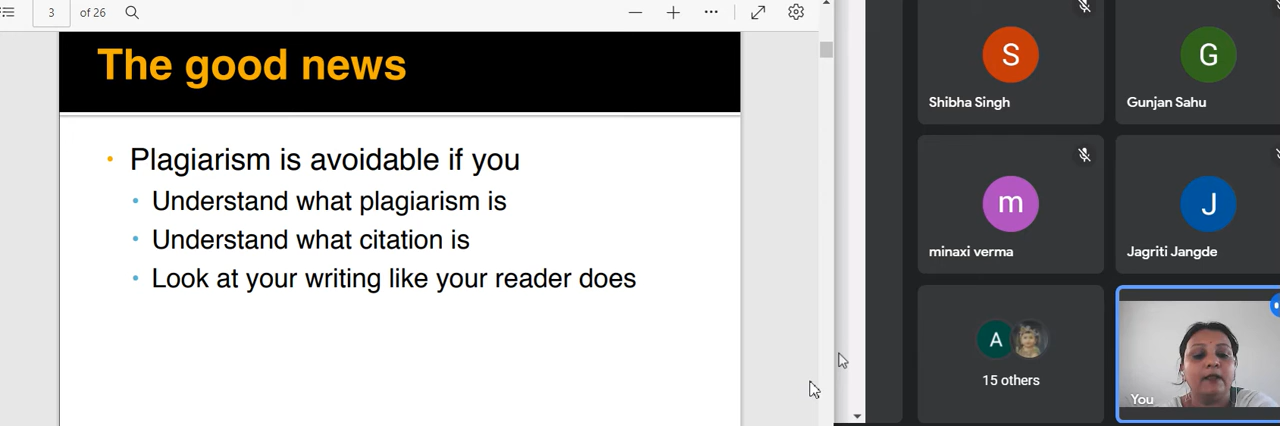 3 of 26
The good news
• Plagiarism is avoidable if you
• Understand what plagiarism is
• Understand what citation is
• Look at your writing like your reader does
S
Shibha Singh
G
Gunjan Sahu
m
minaxi verma
J
Jagriti Jangde
A
15 others
You